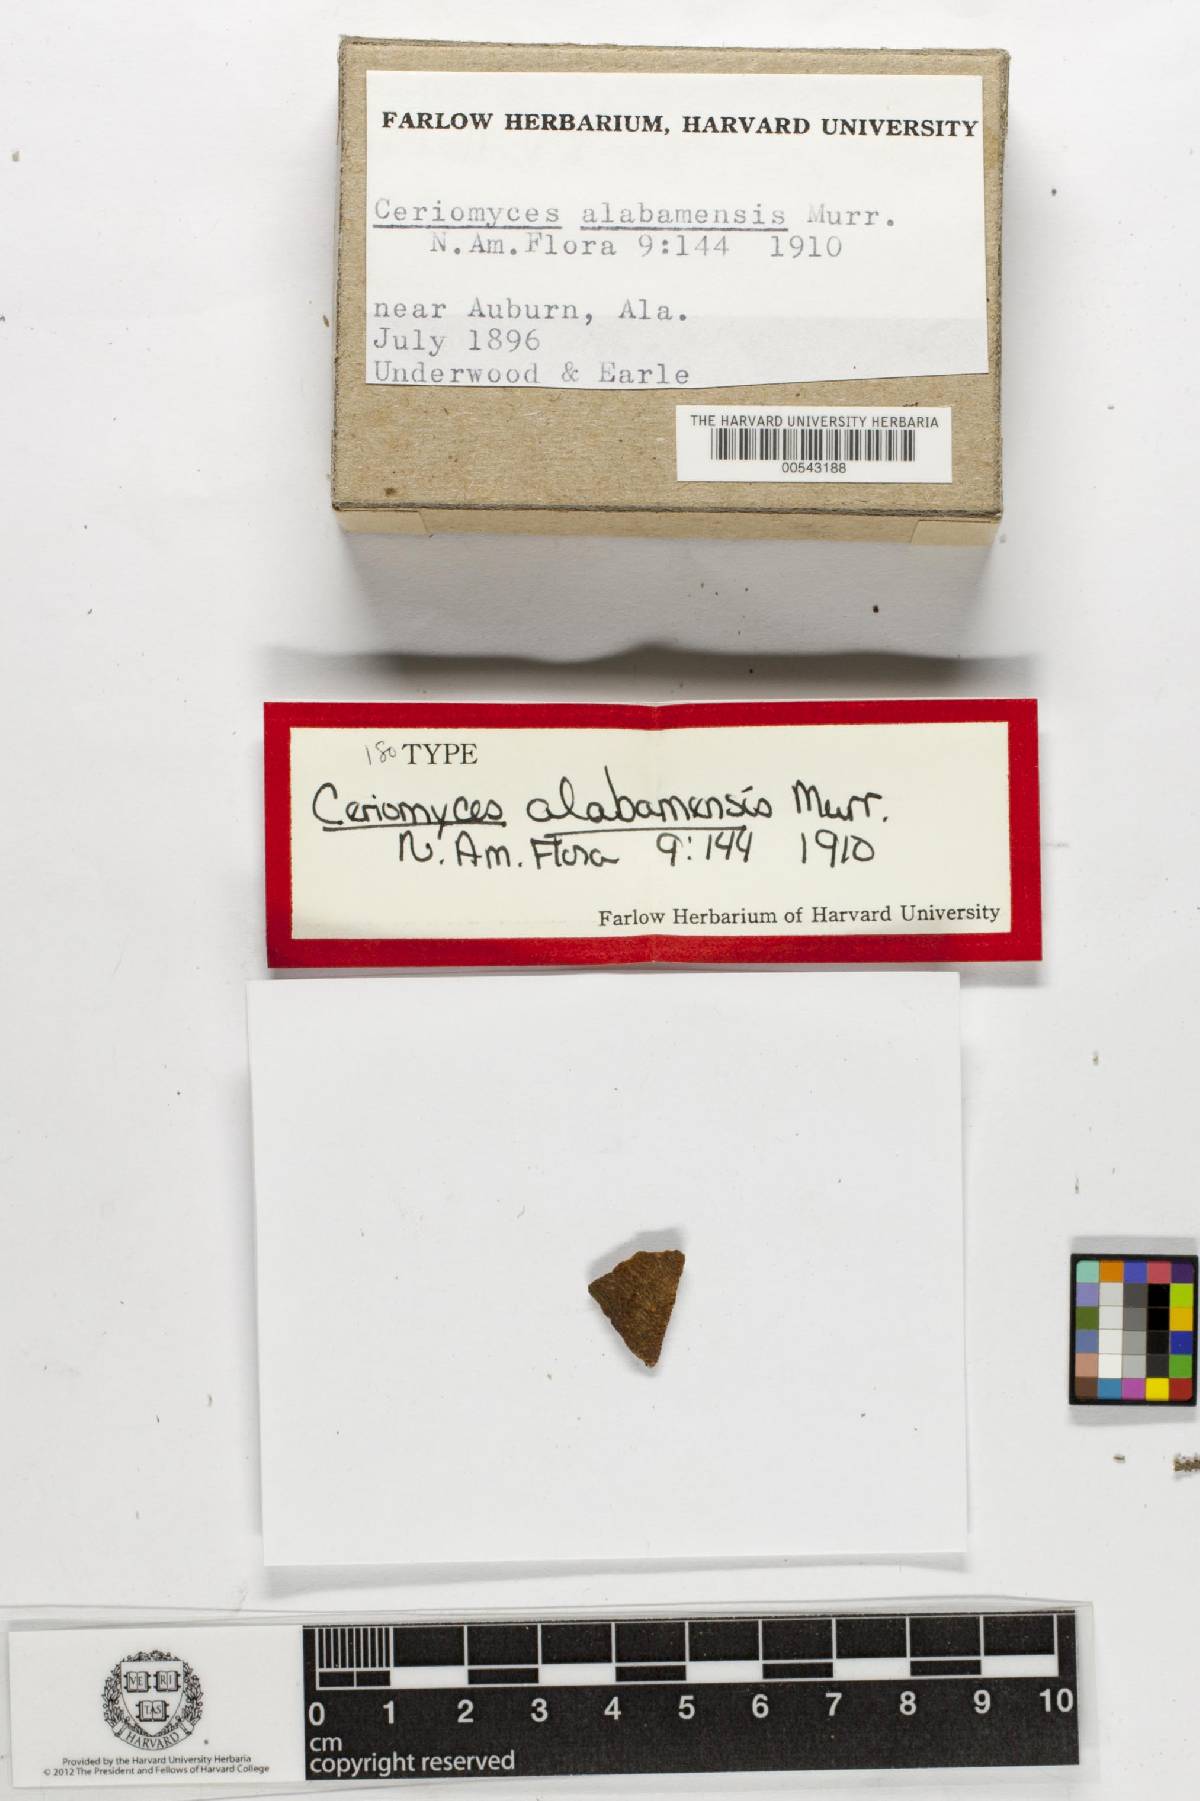 FARLOW HERBARIUM, HARVARD UNIVERSITY
Ceriomyces alabamensis Murr.
N. Am. Flora 9:144 1910
near Auburn, Ala.
July 1896
Underwood & Earle
THE HARVARD UNIVERSITY HERBARIA
00543188
180 TYPE
Ceriomyces alabamensis Murr.
N. Am. Flora 9:144 1910
Farlow Herbarium of Harvard University
VE RI
TAS
HARVARD
Provided by the Harvard University Herbaria
© 2012 The President and Fellows of Harvard College
0 1 2 3 4 5 6 7 8 9 10
cm
copyright reserved